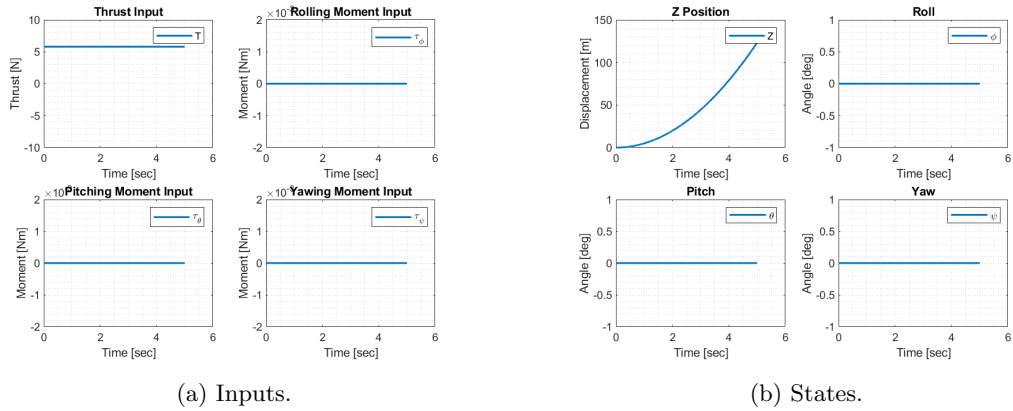 Thrust Input
T
10
5
0
-5
-10
Thrust [N]
0 2 4 6
Time [sec]
×10
Rolling Moment Input
τϕ
2
1
0
-1
-2
Moment [Nm]
0 2 4 6
Time [sec]
×10
Pitching Moment Input
τθ
2
1
0
-1
-2
Moment [Nm]
0 2 4 6
Time [sec]
×10
Yawing Moment Input
τψ
2
1
0
-1
-2
Moment [Nm]
0 2 4 6
Time [sec]
(a) Inputs.
Z Position
Z
150
100
50
0
Displacement [m]
0 2 4 6
Time [sec]
Roll
ϕ
1
0.5
0
-0.5
-1
Angle [deg]
0 2 4 6
Time [sec]
Pitch
θ
1
0.5
0
-0.5
-1
Angle [deg]
0 2 4 6
Time [sec]
Yaw
ψ
1
0.5
0
-0.5
-1
Angle [deg]
0 2 4 6
Time [sec]
(b) States.